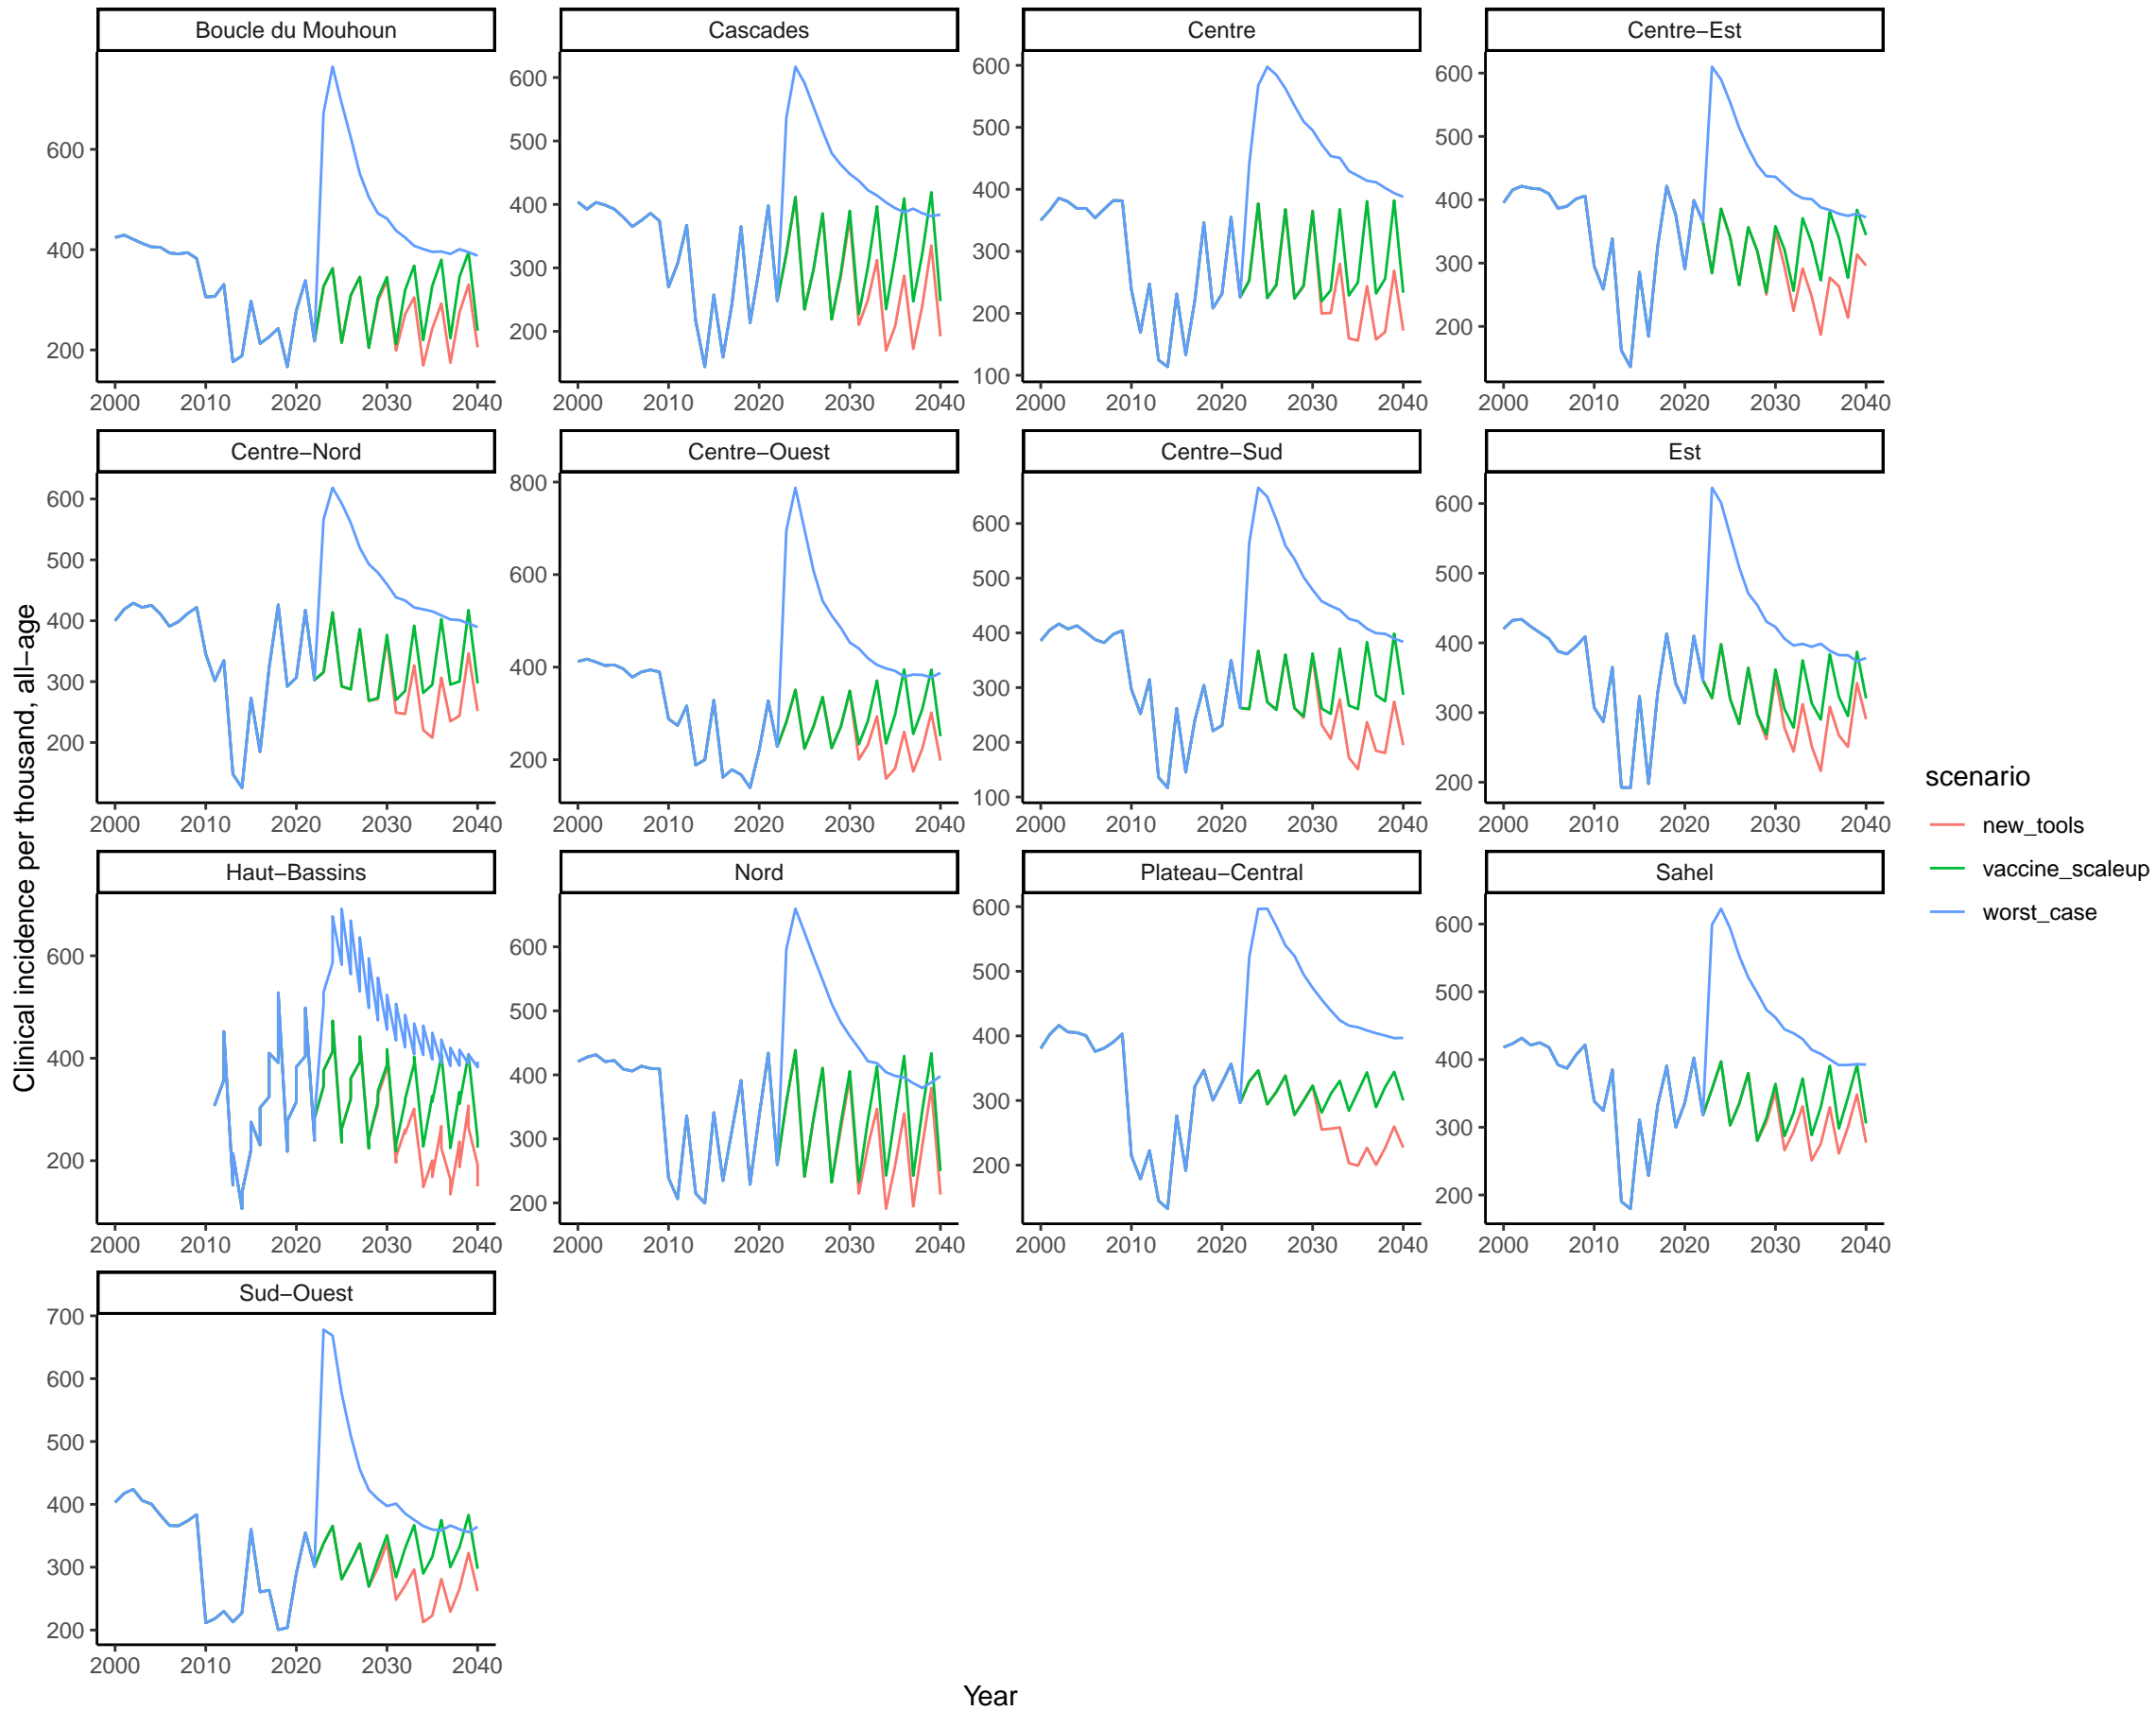 Boucle du Mouhoun
Cascades
Centre
Centre−Est
600
400
200
600
500
400
300
200
600
500
400
300
200
100
600
500
400
300
200
2000 2010 2020 2030 2040
2000 2010 2020 2030 2040
2000 2010 2020 2030 2040
2000 2010 2020 2030 2040
Centre−Nord
Centre−Ouest
Centre−Sud
Est
600
500
400
300
200
800
600
400
200
600
500
400
300
200
100
600
500
400
300
200
2000 2010 2020 2030 2040
2000 2010 2020 2030 2040
2000 2010 2020 2030 2040
2000 2010 2020 2030 2040
Haut−Bassins
Nord
Plateau−Central
Sahel
600
400
200
600
500
400
300
200
600
500
400
300
200
600
500
400
300
200
2000 2010 2020 2030 2040
2000 2010 2020 2030 2040
2000 2010 2020 2030 2040
2000 2010 2020 2030 2040
Sud−Ouest
700
600
500
400
300
200
2000 2010 2020 2030 2040
Year
Clinical incidence per thousand, all−age
scenario
new_tools
vaccine_scaleup
worst_case